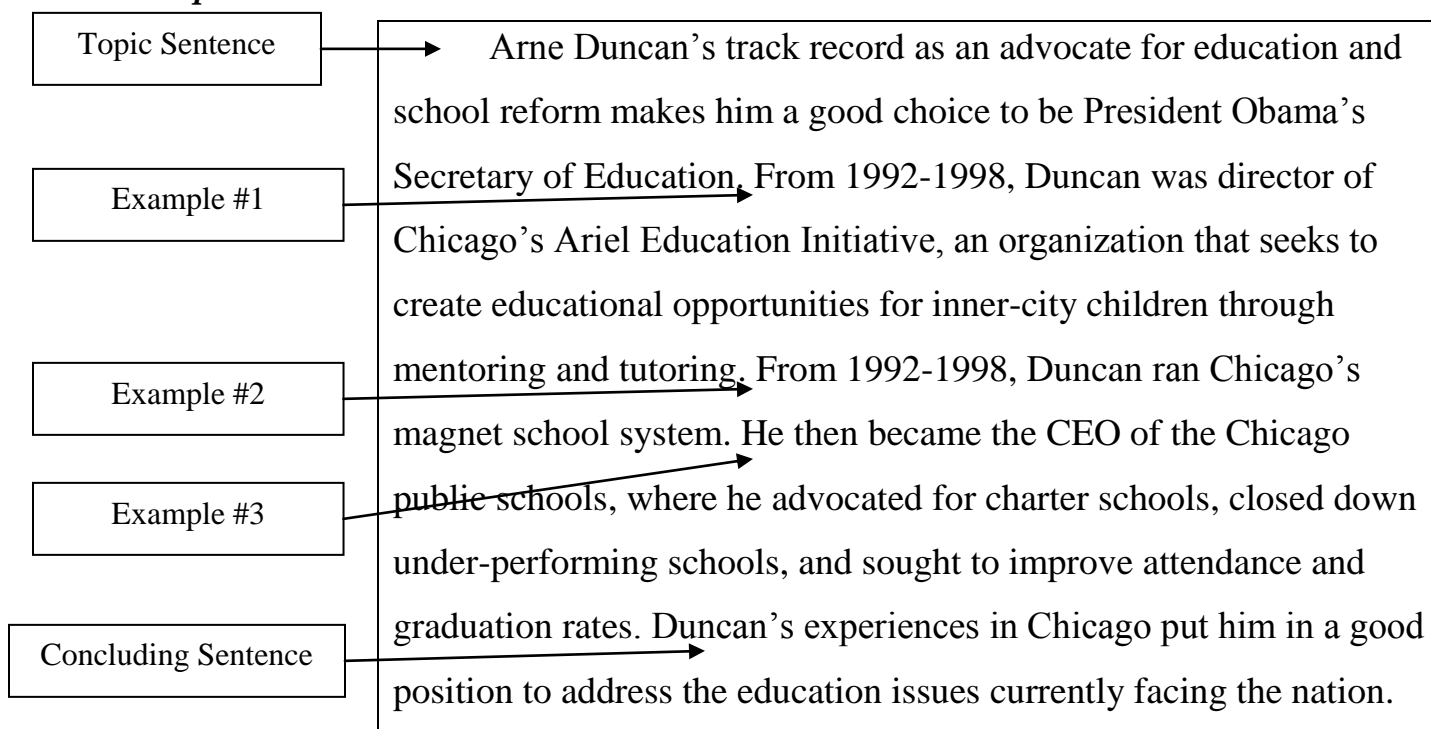 Topic Sentence
Arne Duncan’s track record as an advocate for education and
school reform makes him a good choice to be President Obama’s
Example #1
Secretary of Education. From 1992-1998, Duncan was director of
Chicago’s Ariel Education Initiative, an organization that seeks to
create educational opportunities for inner-city children through
Example #2
mentoring and tutoring. From 1992-1998, Duncan ran Chicago’s
magnet school system. He then became the CEO of the Chicago
Example #3
public schools, where he advocated for charter schools, closed down
under-performing schools, and sought to improve attendance and
Concluding Sentence
graduation rates. Duncan’s experiences in Chicago put him in a good
position to address the education issues currently facing the nation.